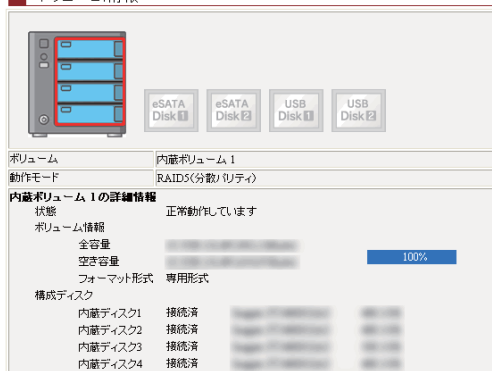 eSATA Disk1
eSATA Disk2
USB Disk1
USB Disk2
ボリューム 内蔵ボリューム 1
動作モード RAID5(分散パリティ)
内蔵ボリューム 1の詳細情報
状態 正常動作しています
ボリューム情報
全容量
空き容量 100%
フォーマット形式 専用形式
構成ディスク
内蔵ディスク1 接続済
内蔵ディスク2 接続済
内蔵ディスク3 接続済
内蔵ディスク4 接続済